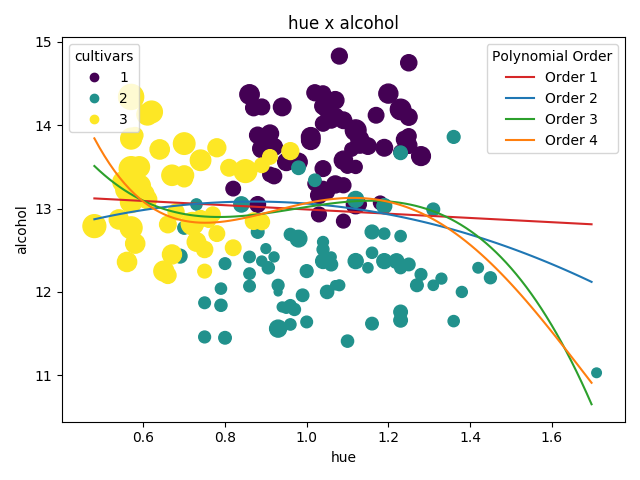 hue x alcohol
cultivars
1
2
3
Polynomial Order
Order 1
Order 2
Order 3
Order 4
alcohol
15
14
13
12
11
0.6 0.8 1.0 1.2 1.4 1.6
hue